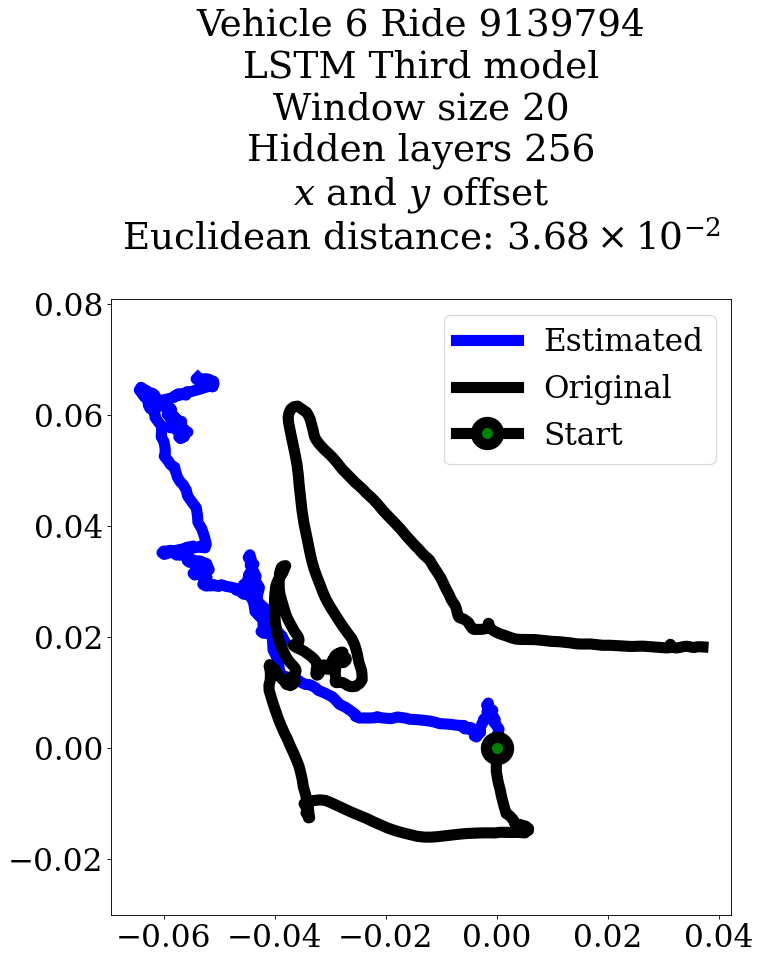 Vehicle 6 Ride 9139794
LSTM Third model
Window size 20
Hidden layers 256
x and y offset
Euclidean distance: 3.68 × 10⁻²
Estimated
Original
Start
0.08
0.06
0.04
0.02
0.00
−0.02
−0.06 −0.04 −0.02 0.00 0.02 0.04